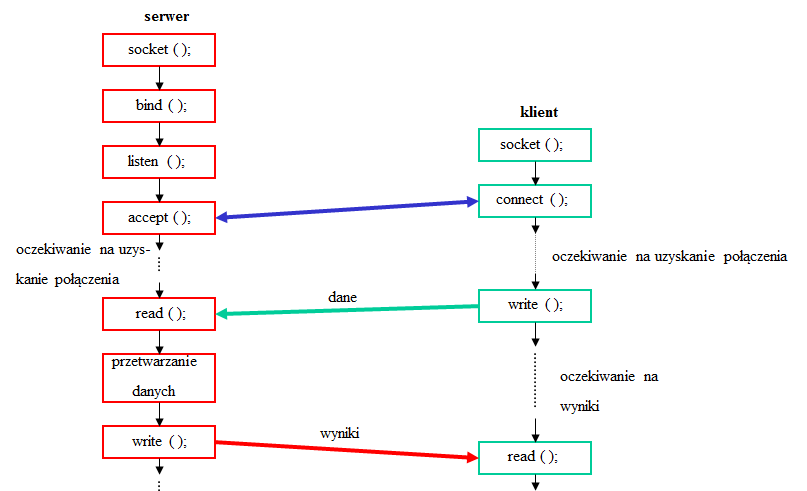 serwer
socket ( );
bind ( );
listen ( );
accept ( );
oczekiwanie na uzys-
kanie połączenia
read ( );
przetwarzanie
danych
write ( );
klient
socket ( );
connect ( );
oczekiwanie na uzyskanie połączenia
dane
write ( );
oczekiwanie na
wyniki
wyniki
read ( );